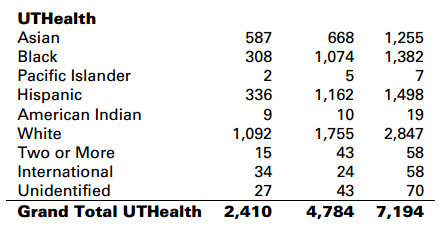 UTHealth
Asian 587 668 1,255
Black 308 1,074 1,382
Pacific Islander 2 5 7
Hispanic 336 1,162 1,498
American Indian 9 10 19
White 1,092 1,755 2,847
Two or More 15 43 58
International 34 24 58
Unidentified 27 43 70
Grand Total UTHealth 2,410 4,784 7,194